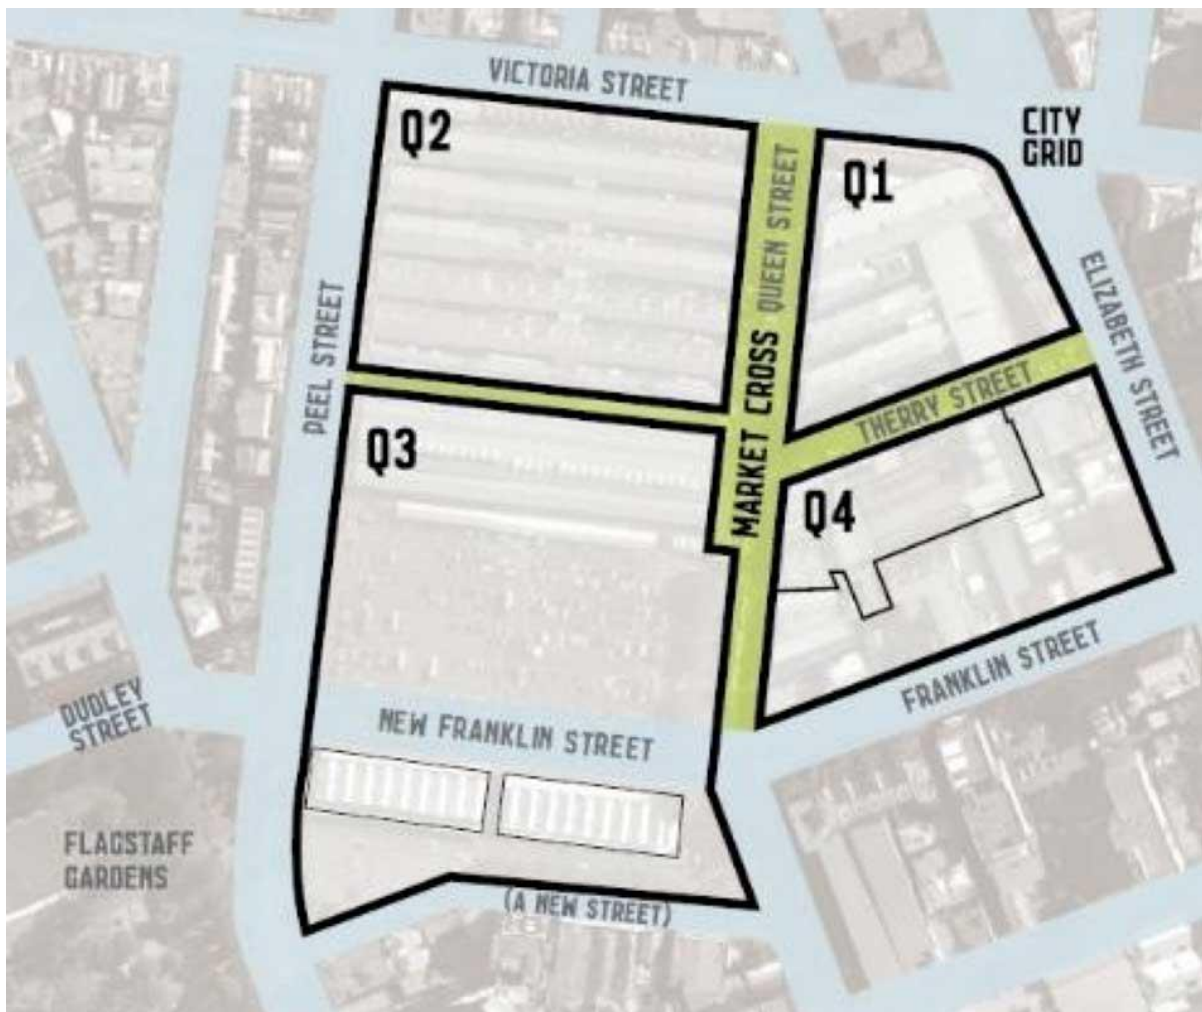 VICTORIA STREET
CITY
GRID
Q2
QUEEN STREET
Q1
PEEL STREET
MARKET CROSS
ELIZABETH STREET
THERRY STREET
Q3
Q4
FRANKLIN STREET
DUDLEY
STREET
NEW FRANKLIN STREET
FLAGSTAFF
GARDENS
(A NEW STREET)